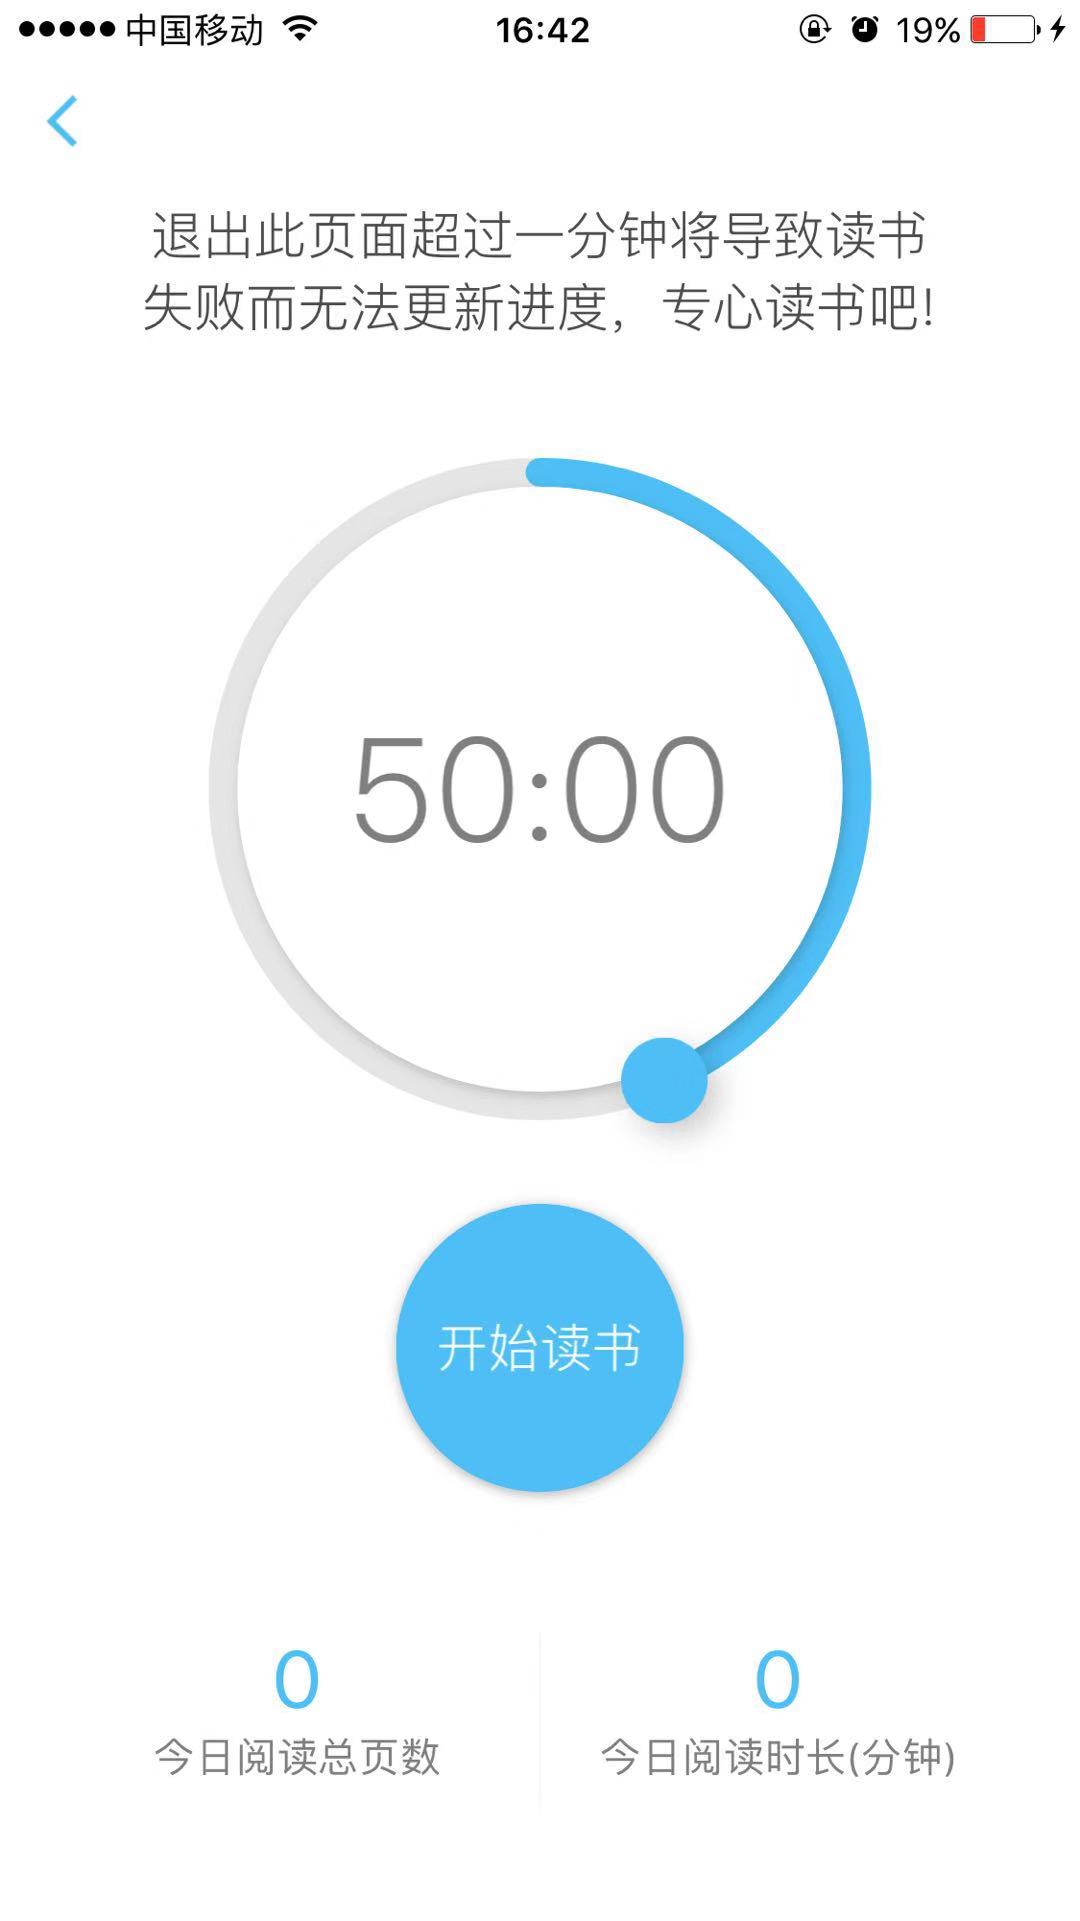 中国移动 16:42 19%
退出此页面超过一分钟将导致读书
失败而无法更新进度，专心读书吧!
50:00
开始读书
0 0
今日阅读总页数 今日阅读时长(分钟)